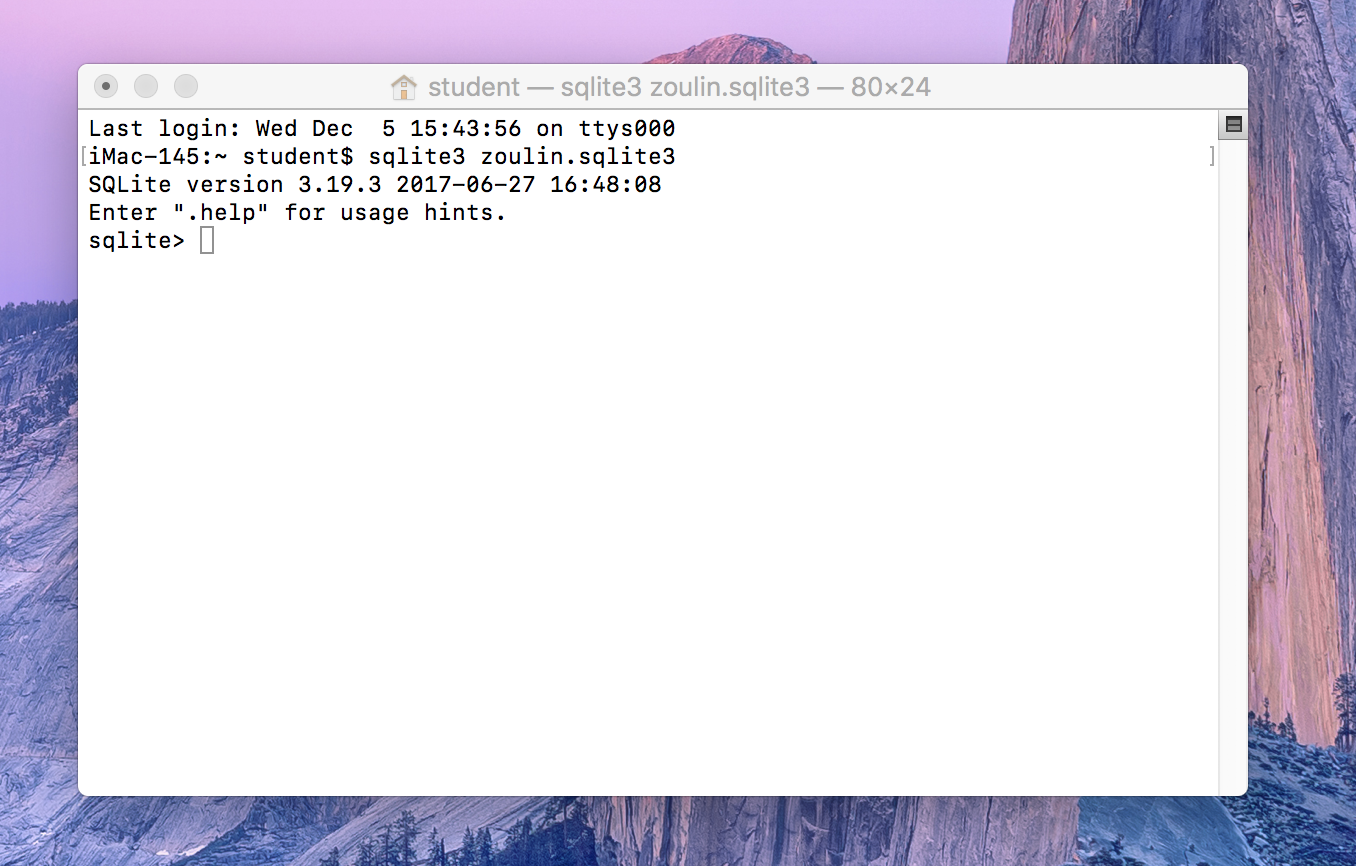 student — sqlite3 zoulin.sqlite3 — 80×24
Last login: Wed Dec  5 15:43:56 on ttys000
[iMac-145:~ student$ sqlite3 zoulin.sqlite3 ]
SQLite version 3.19.3 2017-06-27 16:48:08
Enter ".help" for usage hints.
sqlite>